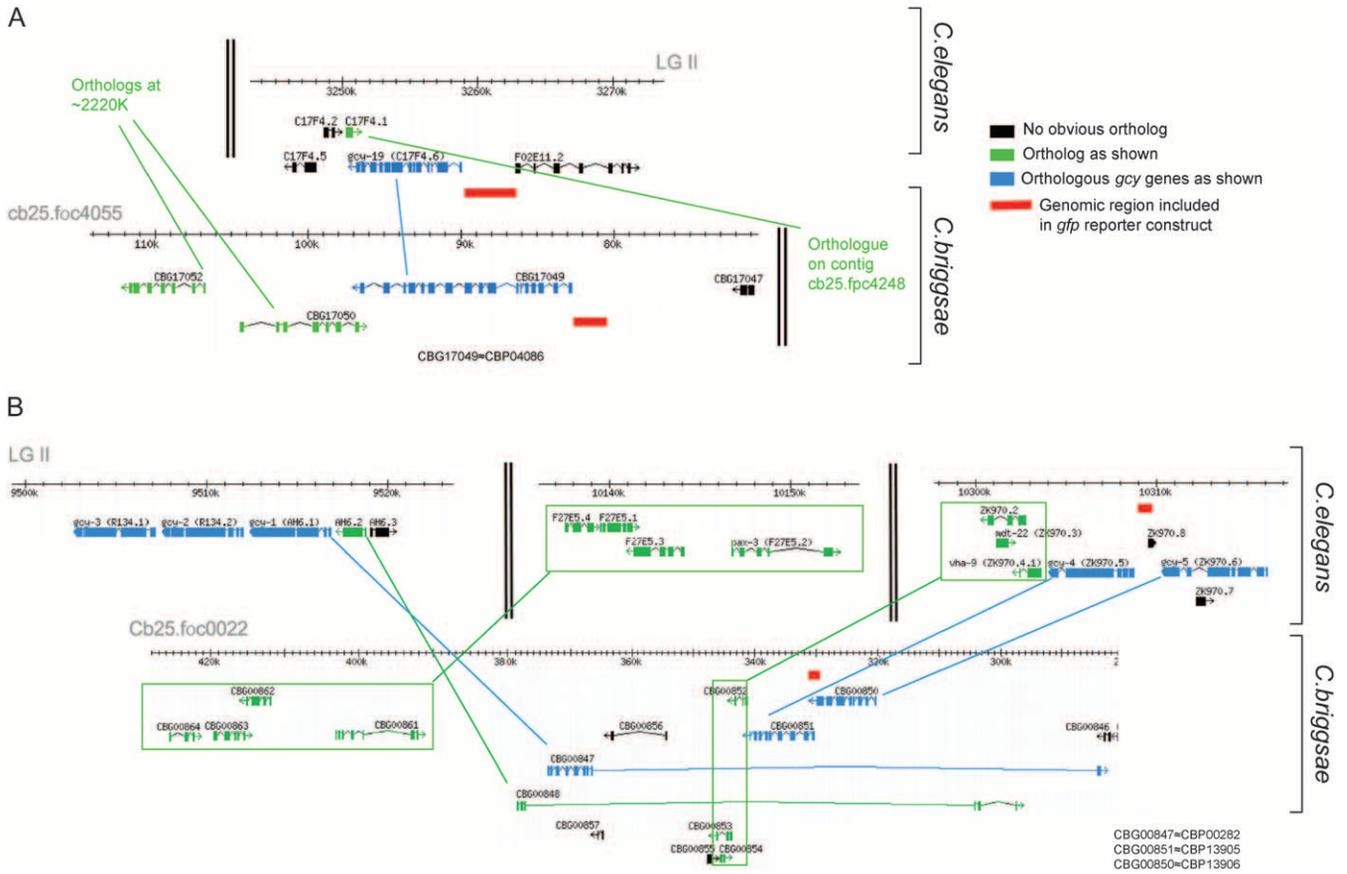 A
C.elegans
LG II
Orthologs at
~2220K
3250k 3260k 3270k
C17F4.2 C17F4.1
No obvious ortholog
Ortholog as shown
C17F4.5 gcy-19 (C17F4.6) F02E11.2
Orthologous gcy genes as shown
Genomic region included
in gfp reporter construct
cb25.foc4055
C.briggsae
110k 100k 90k 80k
Orthologue
on contig
cb25.fpc4248
CBG17052 CBG17049 CBG17047
CBG17050
CBG17049≈CBP04086
B
LG II
C.elegans
9500k 9510k 9520k 10140k 10150k 10300k 10310k
gcy-3 (R134.1) gcy-2 (R134.2) gcy-1 (AH6.1) AH6.2 AH6.3
F27E5.4 F27E5.1
F27E5.3 pax-3 (F27E5.2)
ZK970.2
mdt-22 (ZK970.3) ZK970.8
vha-9 (ZK970.4.1) gcy-4 (ZK970.5) gcy-5 (ZK970.6)
ZK970.7
Cb25.foc0022
C.briggsae
420k 400k 380k 360k 340k 320k 300k
CBG00862 CBG00852 CBG00850
CBG00864 CBG00863 CBG00861 CBG00856 CBG00851 CBG00846
CBG00847
CBG00848
CBG00857 CBG00853
CBG00855 CBG00854
CBG00847≈CBP00282
CBG00851≈CBP13905
CBG00850≈CBP13906